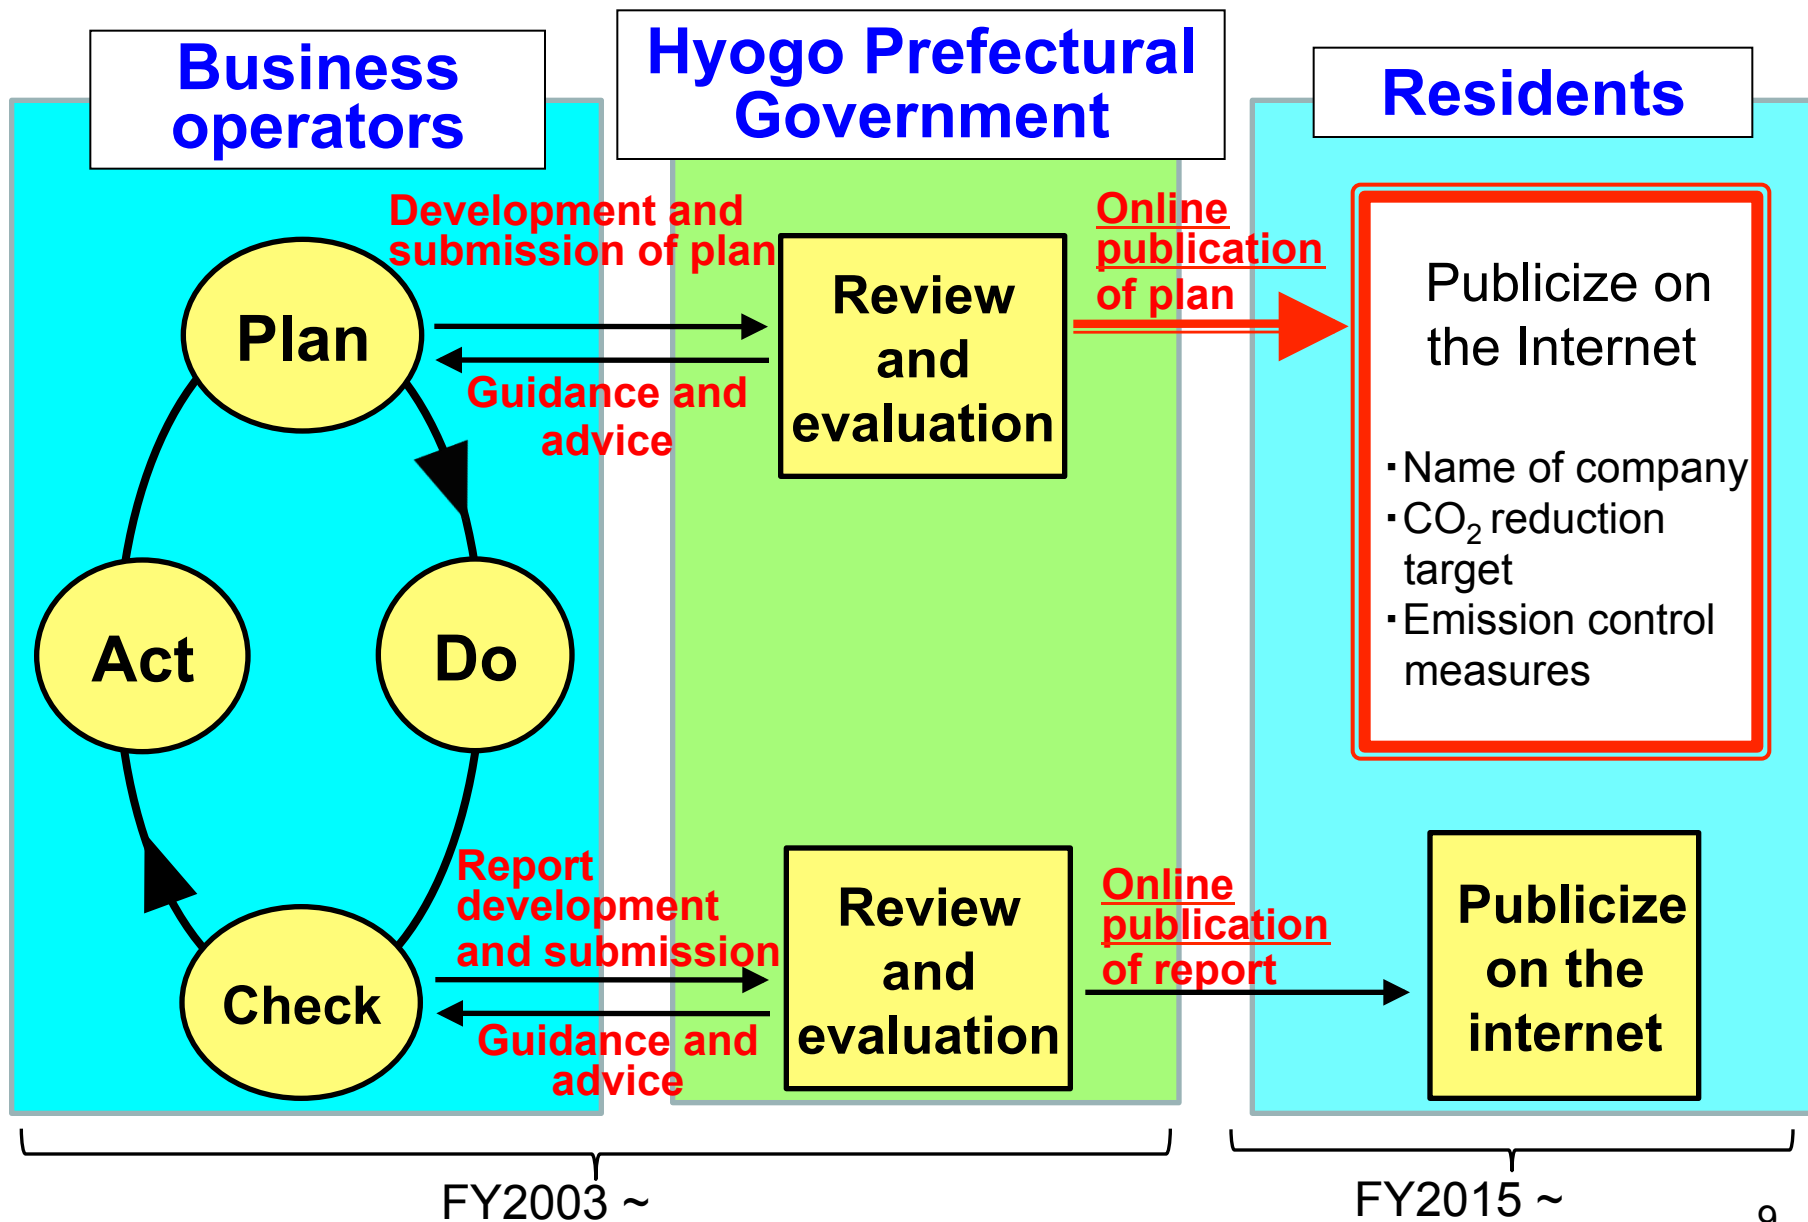 Business
operators
Hyogo Prefectural
Government
Residents
Development and
submission of plan
Plan
Guidance and
advice
Review
and
evaluation
Online
publication
of plan
Publicize on
the Internet
・Name of company
・CO₂ reduction
target
・Emission control
measures
Act
Do
Check
Report
development
and submission
Guidance and
advice
Review
and
evaluation
Online
publication
of report
Publicize
on the
internet
FY2003 ~
FY2015 ~
9